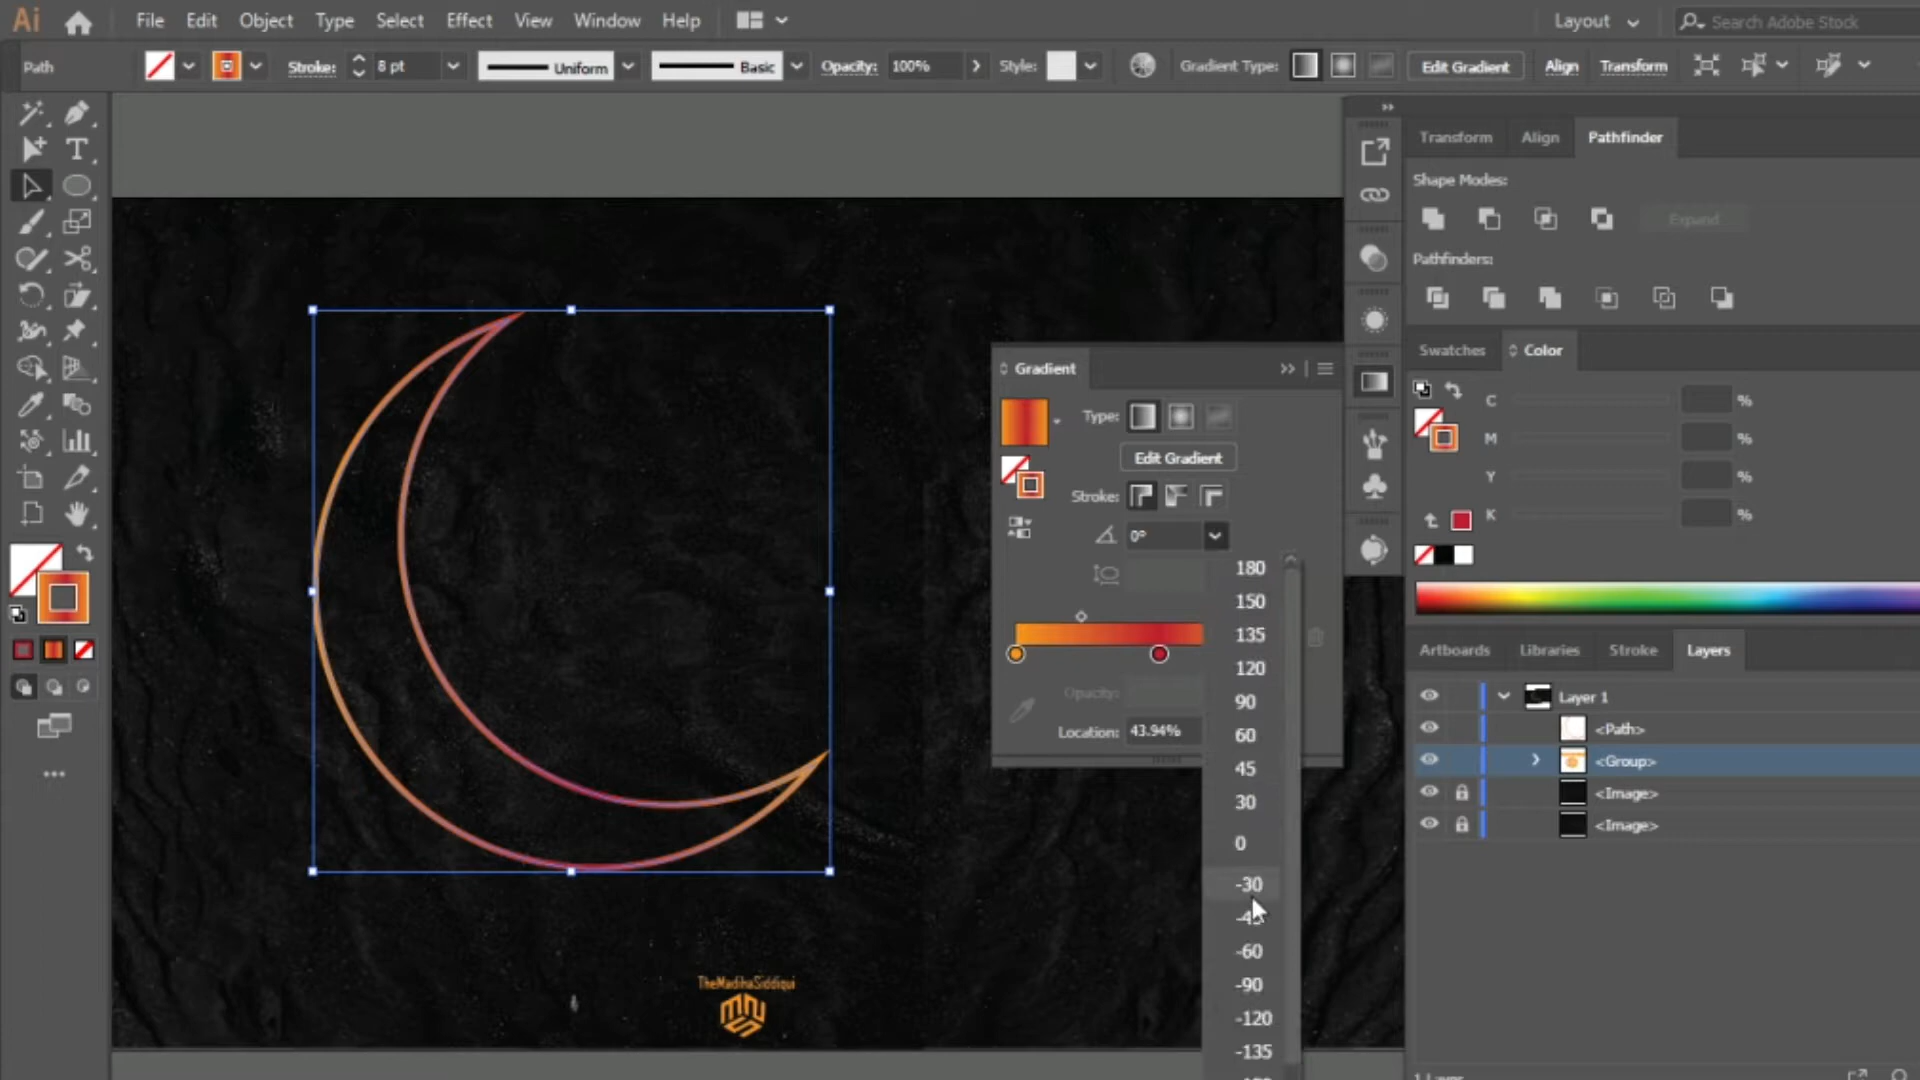 Ai File Edit Object Type Select Effect View Window Help Layout Search Adobe Stock
Path Stroke: 8 pt Uniform Basic Opacity: 100% Style: Gradient Type: Edit Gradient Align Transform
Transform Align Pathfinder
Shape Modes:
Expand
Pathfinders:
Swatches Color
C %
M %
Y %
K %
Gradient
Type:
Edit Gradient
Stroke:
0°
Opacity:
Location: 43.94%
180
150
135
120
90
60
45
30
0
-30
-45
-60
-90
-120
-135
Artboards Libraries Stroke Layers
Layer 1
<Path>
<Group>
<Image>
<Image>
1 Layer
TheMadihaSiddiqui